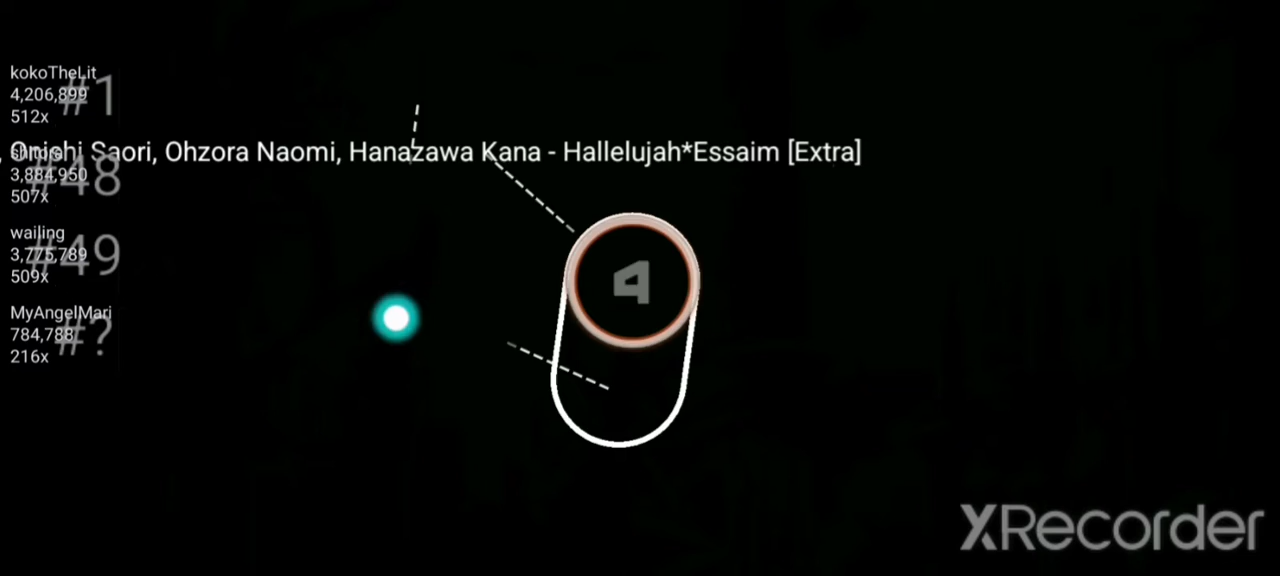 kokoTheLit
4,206,899
512x
#1
, Onishi Saori, Ohzora Naomi, Hanazawa Kana - Hallelujah*Essaim [Extra]
#48
3,884,950
507x
wailing
#49
3,775,789
509x
MyAngelMari
#?
784,788
216x
4
XRecorder